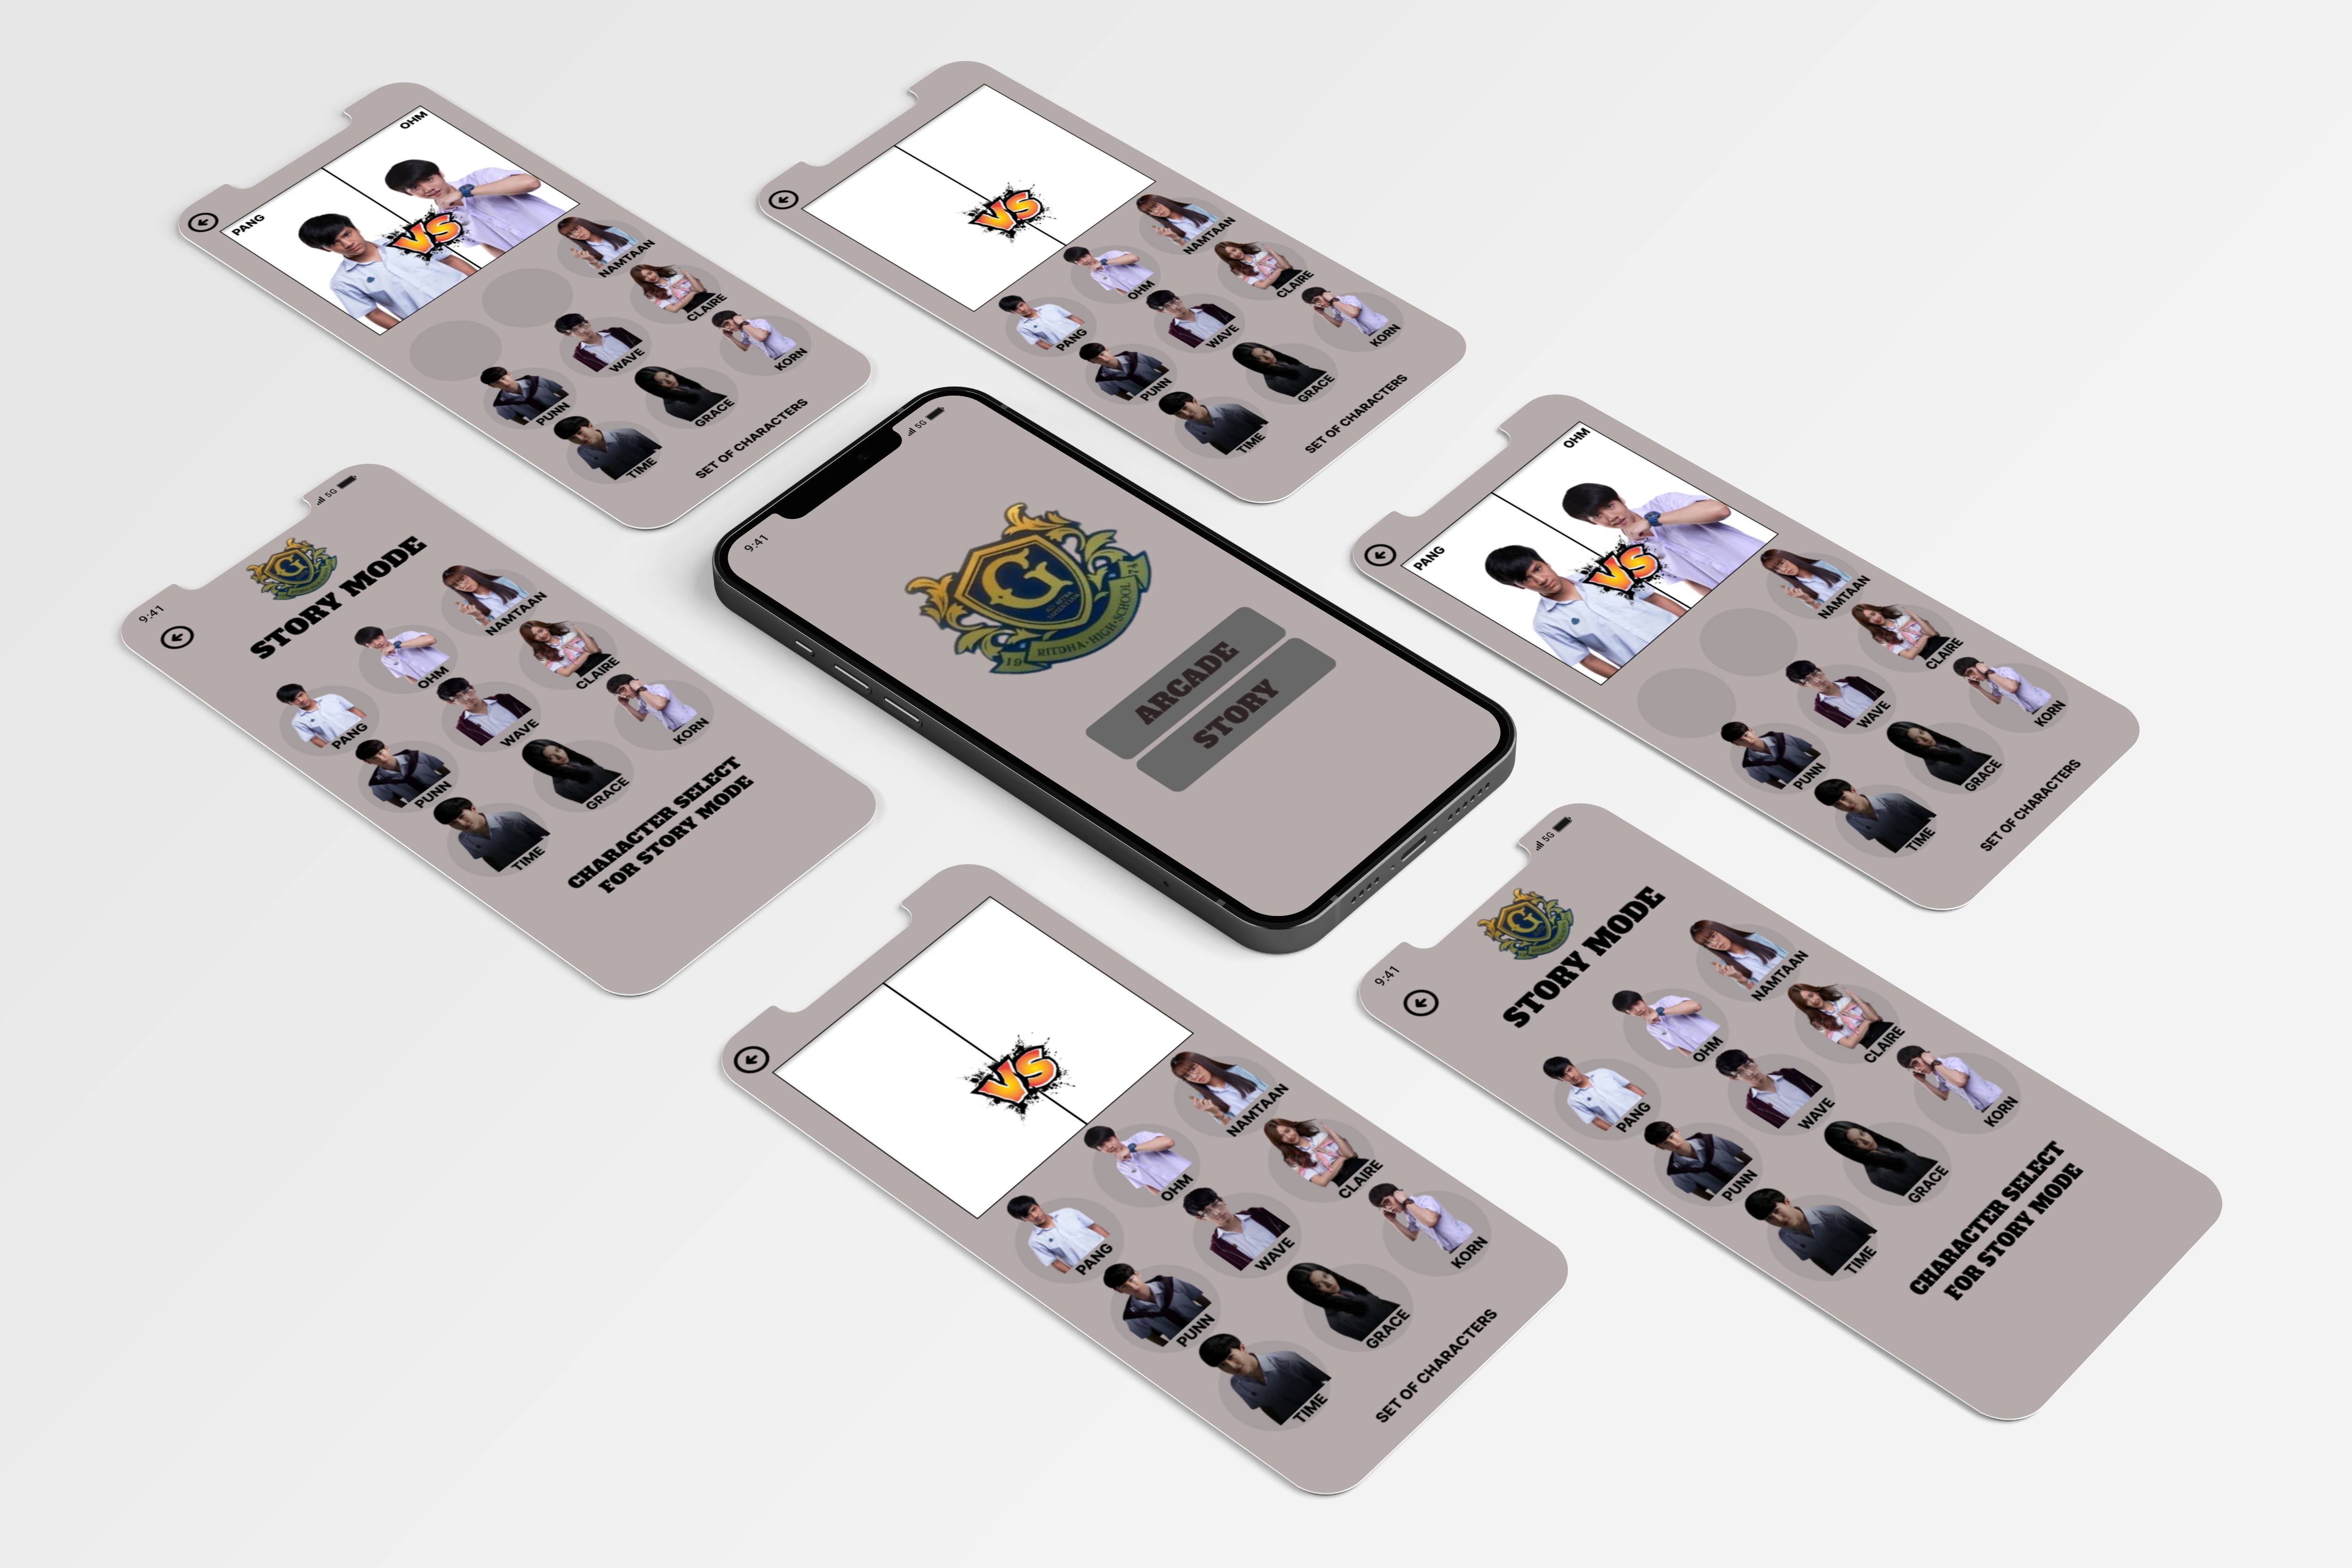 OHM
PANG
VS
NAMTAAN
CLAIRE
WAVE
KORN
PUNN
GRACE
TIME
SET OF CHARACTERS
VS
NAMTAAN
OHM
CLAIRE
PANG
WAVE
KORN
PUNN
GRACE
TIME
SET OF CHARACTERS
5G
9:41
G
STORY MODE
NAMTAAN
OHM
CLAIRE
PANG
WAVE
KORN
PUNN
GRACE
TIME
CHARACTER SELECT
FOR STORY MODE
5G
9:41
G
19
RITDHA·HIGH·SCHOOL
ARCADE
STORY
OHM
PANG
VS
NAMTAAN
CLAIRE
WAVE
KORN
PUNN
GRACE
TIME
SET OF CHARACTERS
VS
NAMTAAN
OHM
CLAIRE
PANG
WAVE
KORN
PUNN
GRACE
TIME
SET OF CHARACTERS
5G
9:41
G
STORY MODE
NAMTAAN
OHM
CLAIRE
PANG
WAVE
KORN
PUNN
GRACE
TIME
CHARACTER SELECT
FOR STORY MODE